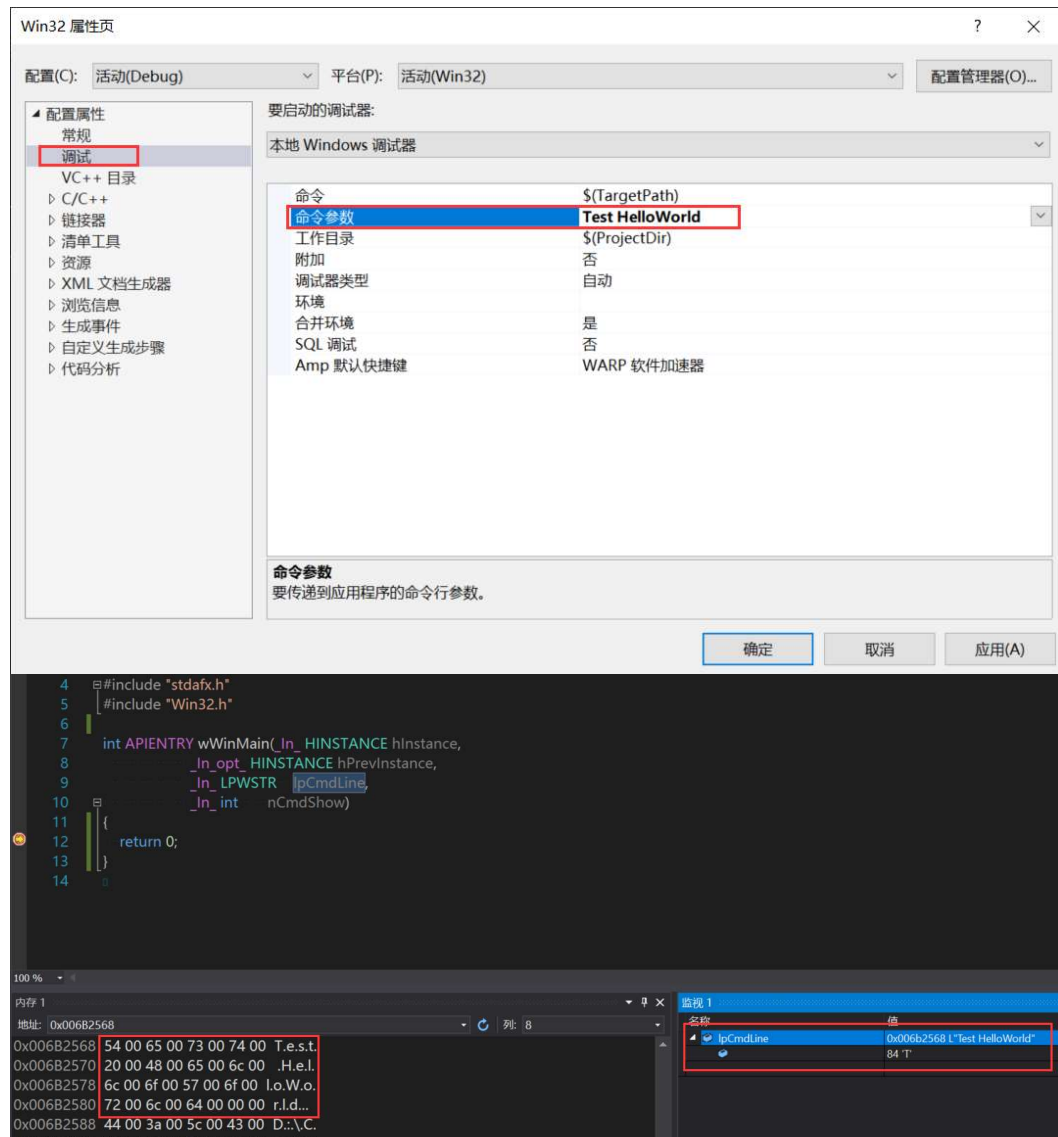 Win32 属性页 ? ×
配置(C): 活动(Debug) 平台(P): 活动(Win32) 配置管理器(O)...
配置属性
常规
调试
VC++ 目录
C/C++
链接器
清单工具
资源
XML 文档生成器
浏览信息
生成事件
自定义生成步骤
代码分析
要启动的调试器:
本地 Windows 调试器
命令 $(TargetPath)
命令参数 Test HelloWorld
工作目录 $(ProjectDir)
附加 否
调试器类型 自动
环境
合并环境 是
SQL 调试 否
Amp 默认快捷键 WARP 软件加速器
命令参数
要传递到应用程序的命令行参数。
确定 取消 应用(A)
4 #include "stdafx.h"
5 #include "Win32.h"
6
7 int APIENTRY wWinMain(_In_ HINSTANCE hInstance,
8 _In_opt_ HINSTANCE hPrevInstance,
9 _In_ LPWSTR lpCmdLine,
10 _In_ int nCmdShow)
11 {
12 return 0;
13 }
14
100 %
内存 1
地址: 0x006B2568 列: 8
0x006B2568 54 00 65 00 73 00 74 00 T.e.s.t.
0x006B2570 20 00 48 00 65 00 6c 00 .H.e.l.
0x006B2578 6c 00 6f 00 57 00 6f 00 l.o.W.o.
0x006B2580 72 00 6c 00 64 00 00 00 r.l.d...
0x006B2588 44 00 3a 00 5c 00 43 00 D.:.\.C.
监视 1
名称 值
lpCmdLine 0x006b2568 L"Test HelloWorld"
84 'T'